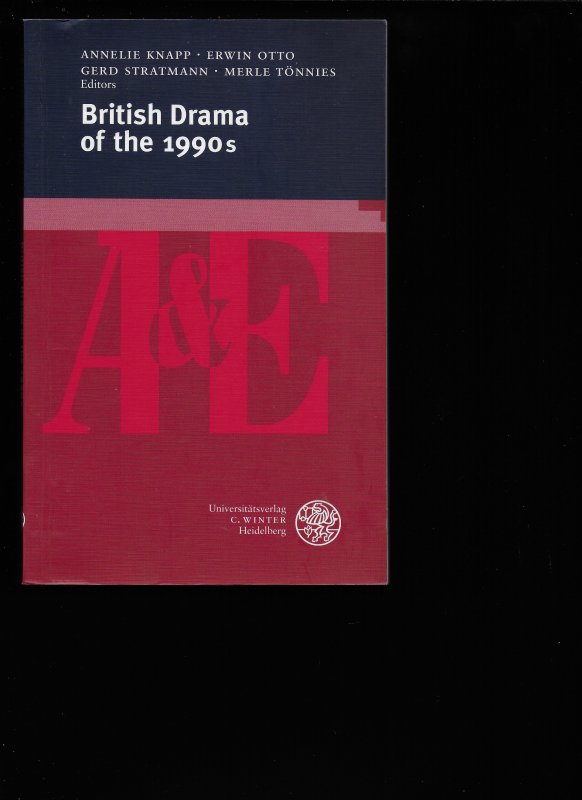 ANNELIE KNAPP · ERWIN OTTO
GERD STRATMANN · MERLE TÖNNIES
Editors
British Drama
of the 1990s
A&E
Universitätsverlag
C. WINTER
Heidelberg